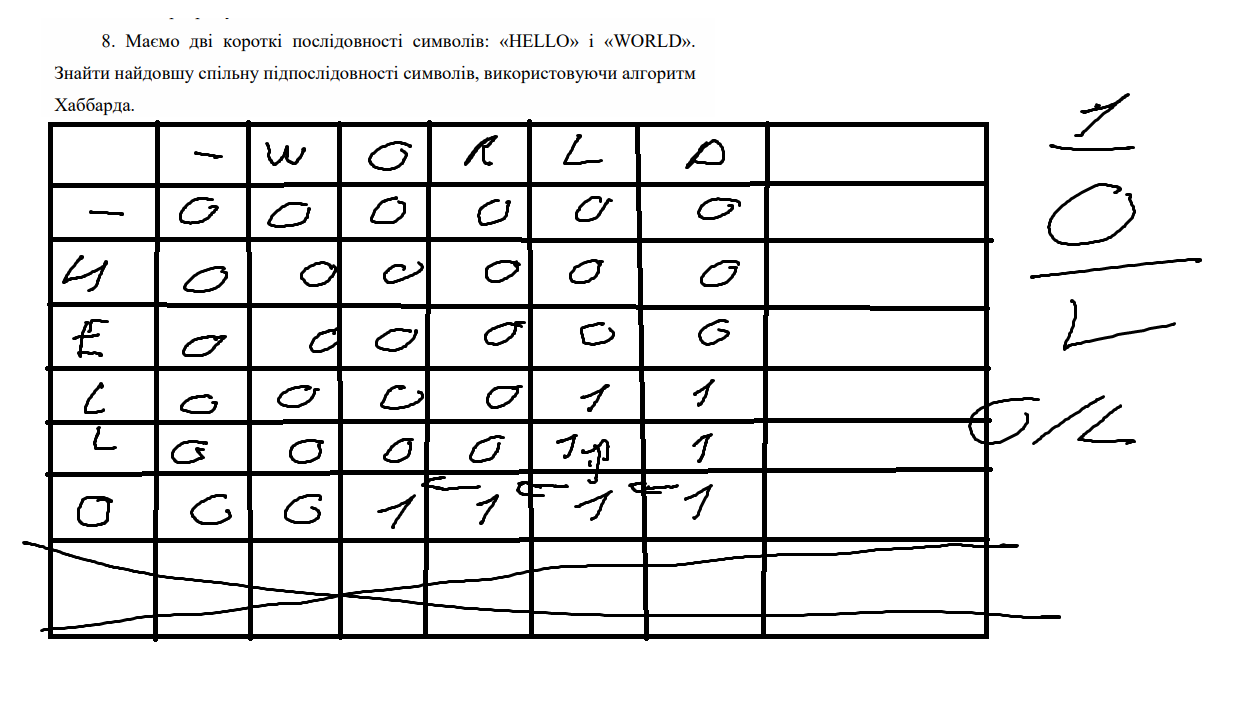 8. Маємо дві короткі послідовності символів: «HELLO» і «WORLD».
Знайти найдовшу спільну підпослідовності символів, використовуючи алгоритм
Хаббарда.
- W O R L D
- 0 0 0 0 0 0
H 0 0 0 0 0 0
E 0 0 0 0 0 0
L 0 0 0 0 1 1
L 0 0 0 0 1 1
O 0 0 1 1 1 1
1
O
L
O/L